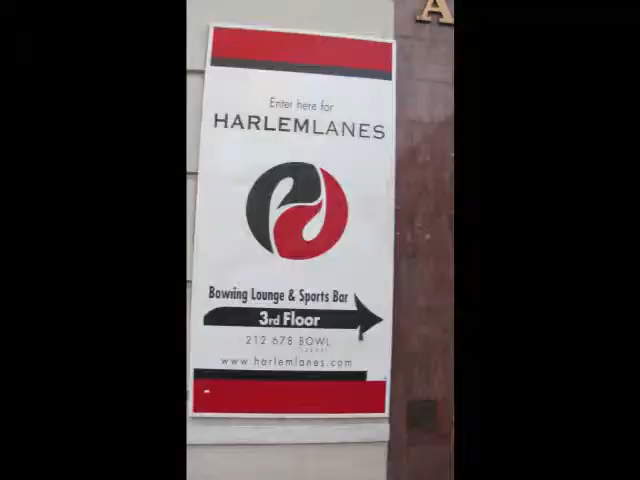 A
Enter here for
HARLEMLANES
Bowling Lounge & Sports Bar
3rd Floor
212 678 BOWL
www.harlemlanes.com